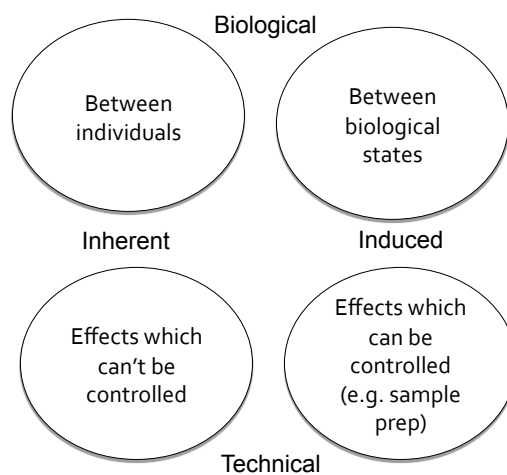 Biological
Between
individuals
Between
biological
states
Inherent
Induced
Effects which
can't be
controlled
Effects which
can be
controlled
(e.g. sample
prep)
Technical